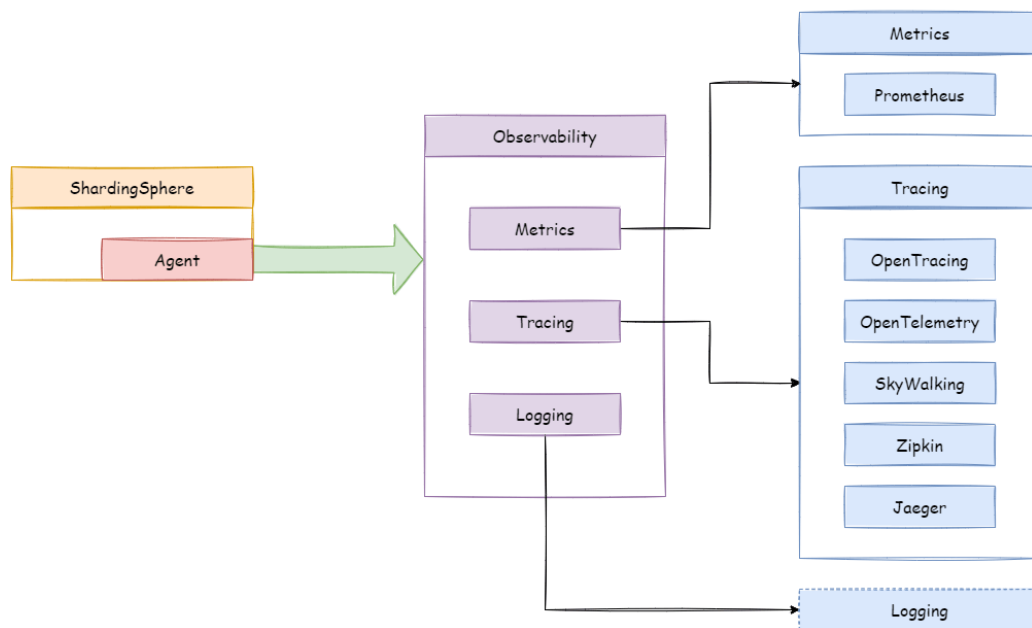 ShardingSphere
Agent
Observability
Metrics
Tracing
Logging
Metrics
Prometheus
Tracing
OpenTracing
OpenTelemetry
SkyWalking
Zipkin
Jaeger
Logging